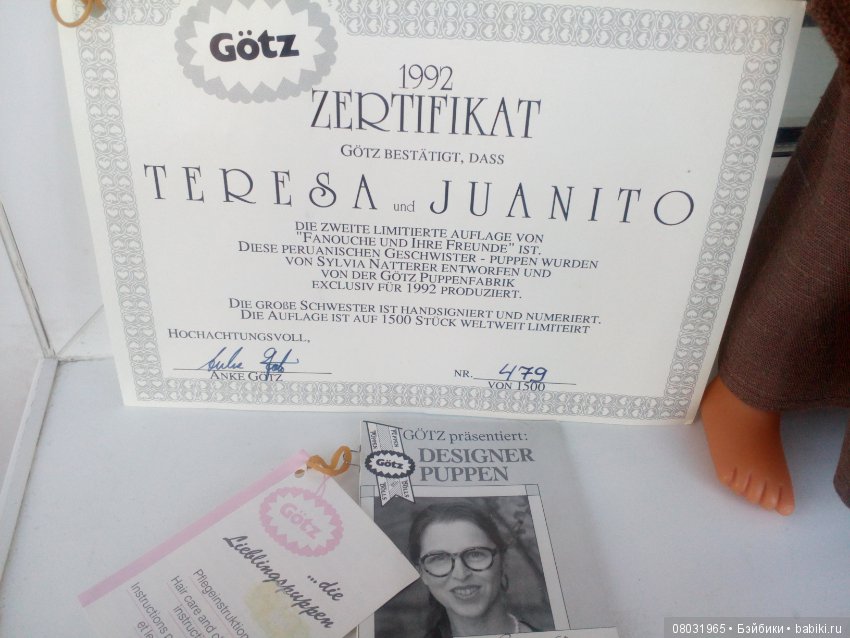 Götz
1992
ZERTIFIKAT
GÖTZ BESTÄTIGT, DASS
TERESA und JUANITO
DIE ZWEITE LIMITIERTE AUFLAGE VON
"FANOUCHE UND IHRE FREUNDE" IST.
DIESE PERUANISCHEN GESCHWISTER - PUPPEN WURDEN
VON SYLVIA NATTERER ENTWORFEN UND
VON DER GÖTZ PUPPENFABRIK
EXCLUSIV FÜR 1992 PRODUZIERT.
DIE GROßE SCHWESTER IST HANDSIGNIERT UND NUMERIERT.
DIE AUFLAGE IST AUF 1500 STÜCK WELTWEIT LIMITEIRT
HOCHACHTUNGSVOLL,
ANKE GÖTZ
NR. 479
VON 1500
GÖTZ präsentiert:
DESIGNER
PUPPEN
Götz
Götz
...die
Lieblingspuppen
Pflegeinstruktion
Hair care and
Instructions
et
08031965 • Бэйбики • babiki.ru